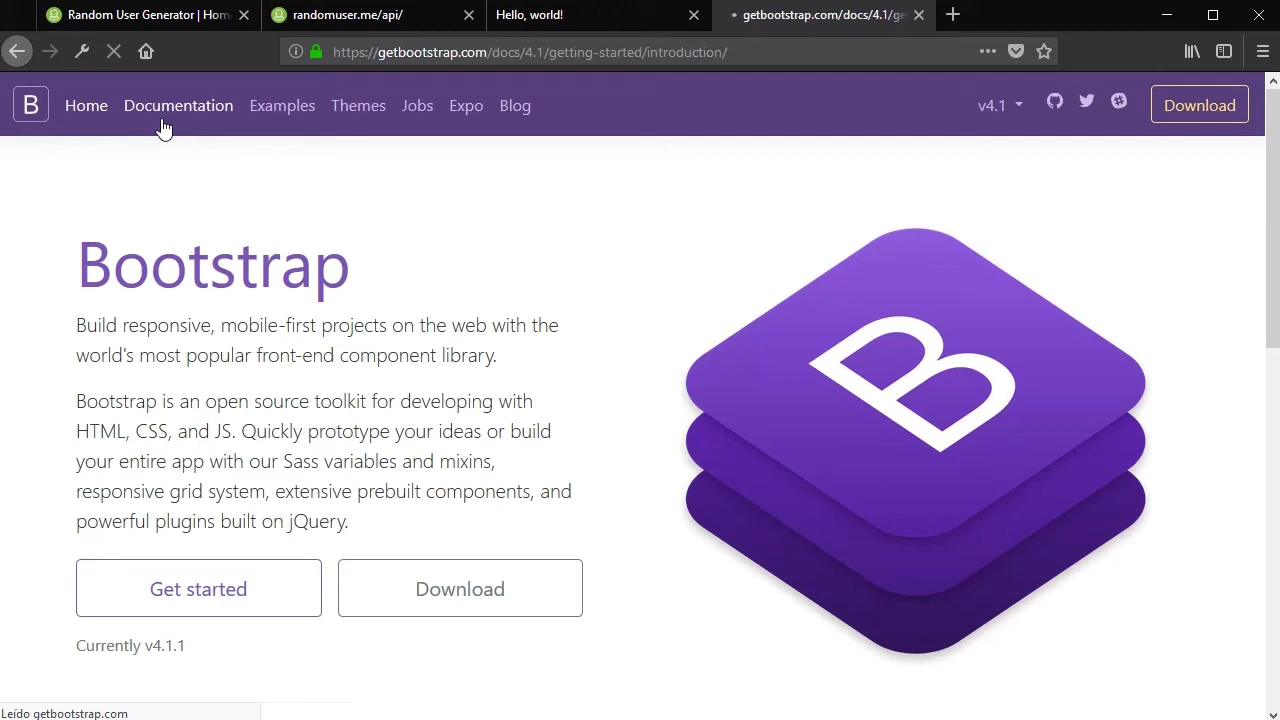 Random User Generator | Hom
randomuser.me/api/
Hello, world!
getbootstrap.com/docs/4.1/ge
https://getbootstrap.com/docs/4.1/getting-started/introduction/
B
Home
Documentation
Examples
Themes
Jobs
Expo
Blog
v4.1
Download
Bootstrap
Build responsive, mobile-first projects on the web with the
world's most popular front-end component library.
Bootstrap is an open source toolkit for developing with
HTML, CSS, and JS. Quickly prototype your ideas or build
your entire app with our Sass variables and mixins,
responsive grid system, extensive prebuilt components, and
powerful plugins built on jQuery.
B
Get started
Download
Currently v4.1.1
Leído getbootstrap.com